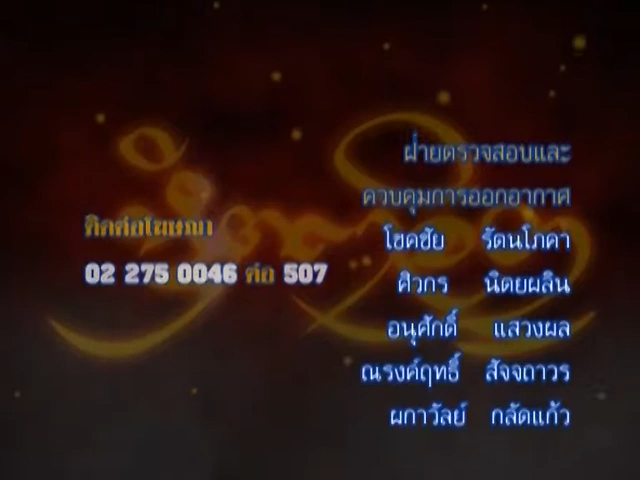 ติดต่อโฆษณา
02 275 0046 ต่อ 507
ฝ่ายตรวจสอบและ
ควบคุมการออกอากาศ
โชคชัย รัตนโภคา
ศิวกร นิตยผลิน
อนุศักดิ์ แสวงผล
ณรงค์ฤทธิ์ สัจจถาวร
ผกาวัลย์ กลัดแก้ว